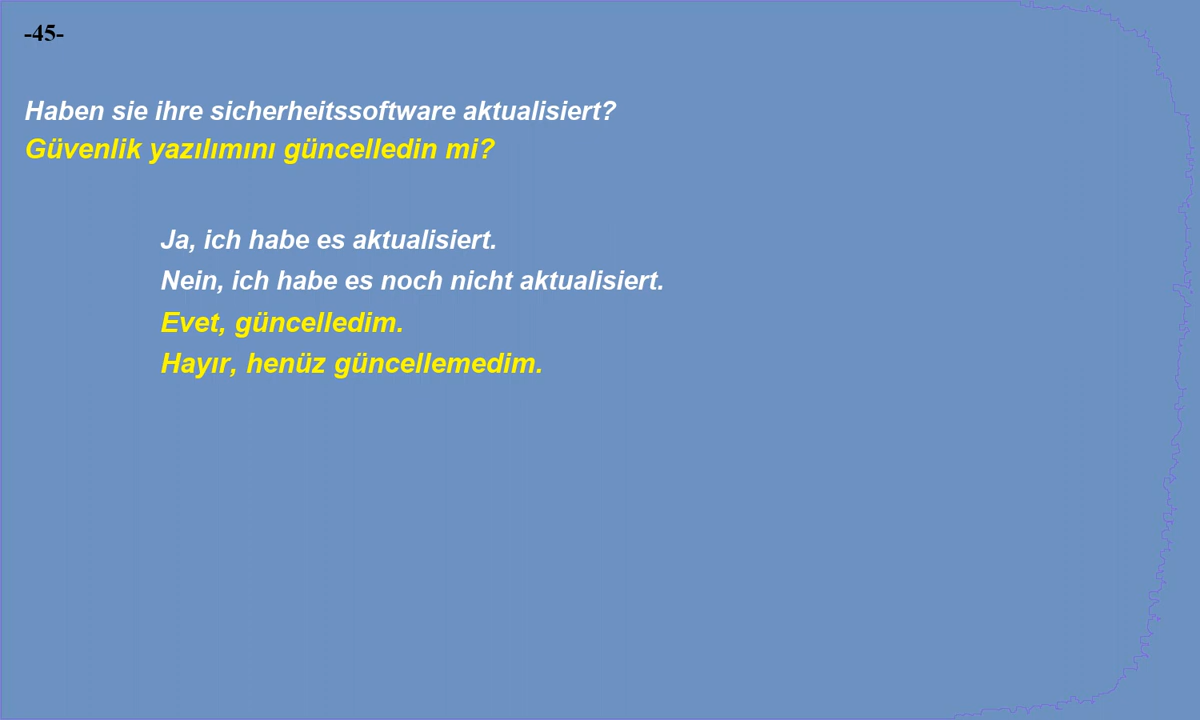 -45-
Haben sie ihre sicherheitssoftware aktualisiert?
Güvenlik yazılımını güncelledin mi?
Ja, ich habe es aktualisiert.
Nein, ich habe es noch nicht aktualisiert.
Evet, güncelledim.
Hayır, henüz güncellemedim.